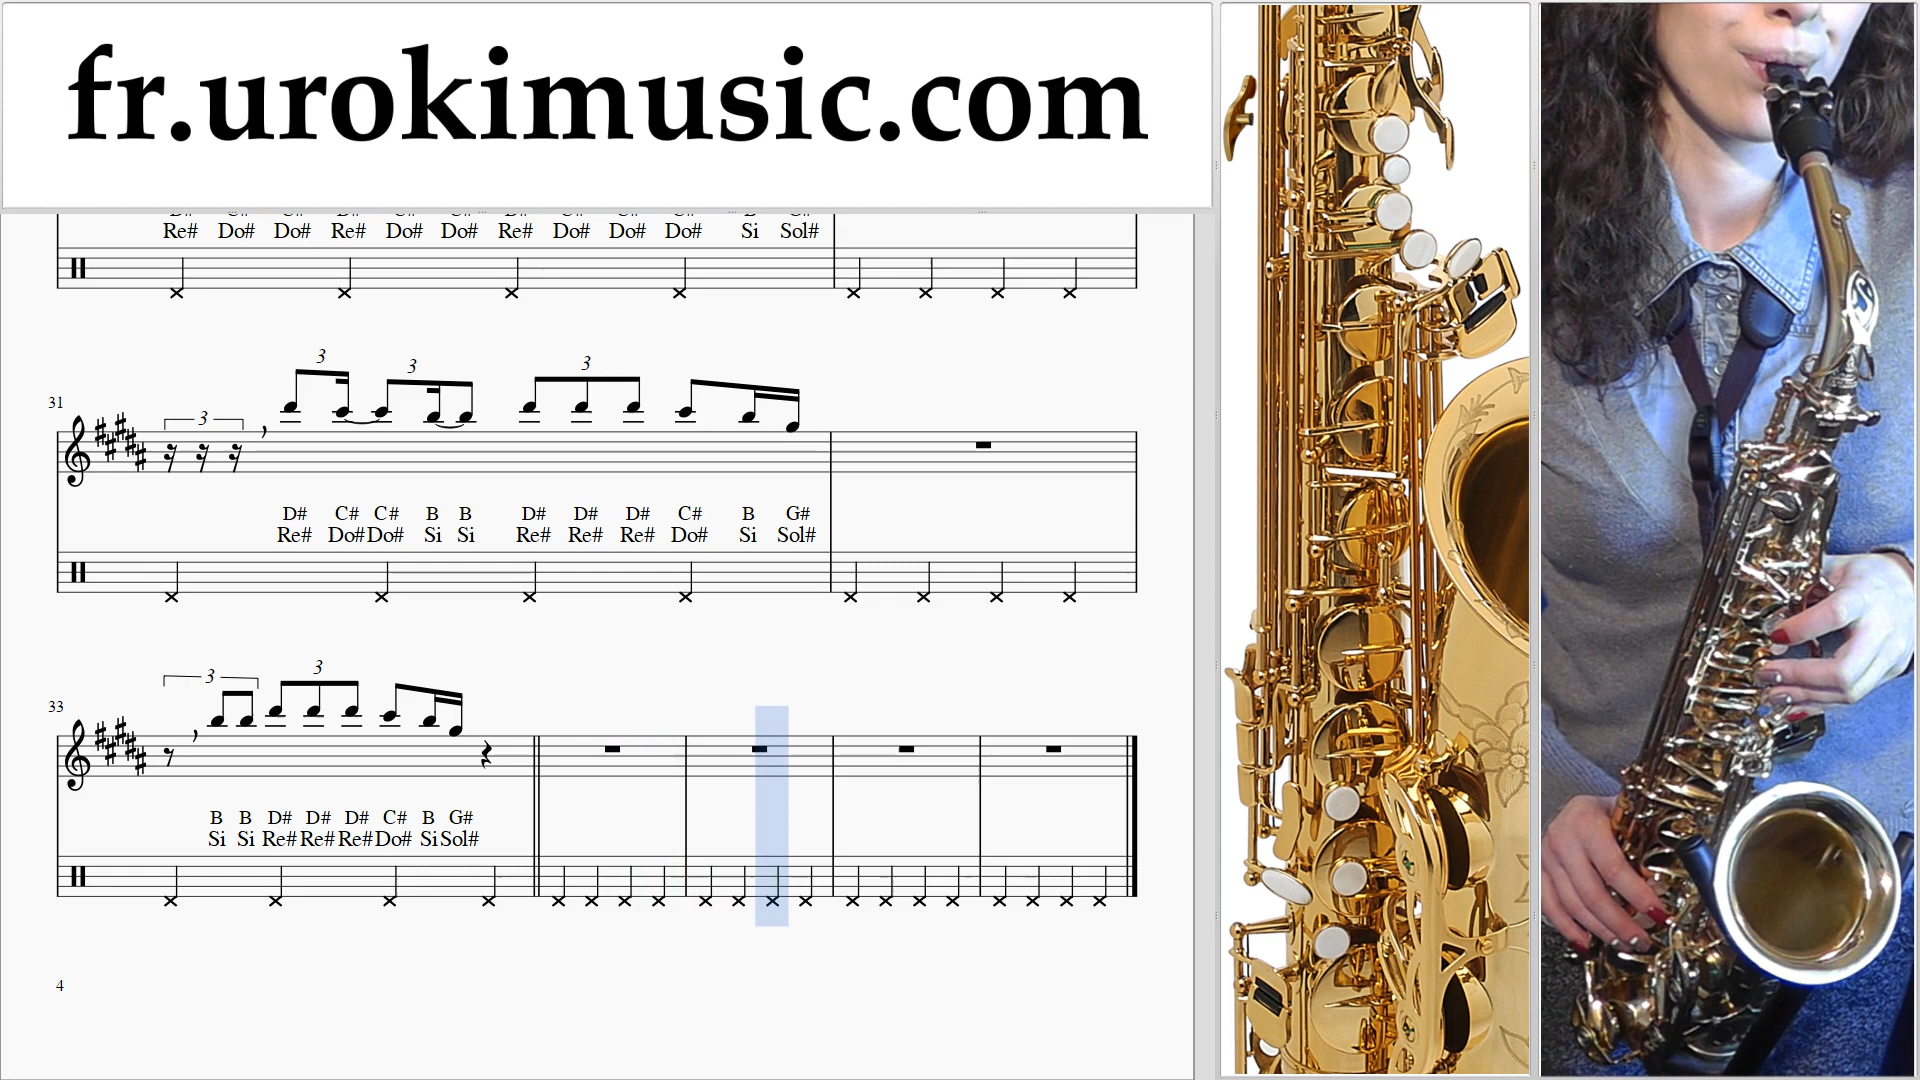 fr.urokimusic.com
Re# Do# Do# Re# Do# Do# Re# Do# Do# Do# Si Sol#
31
3 3 3 3
D# C# C# B B D# D# D# C# B G#
Re# Do# Do# Si Si Re# Re# Re# Do# Si Sol#
33
3 3
B B D# D# D# C# B G#
Si Si Re# Re# Re# Do# Si Sol#
4